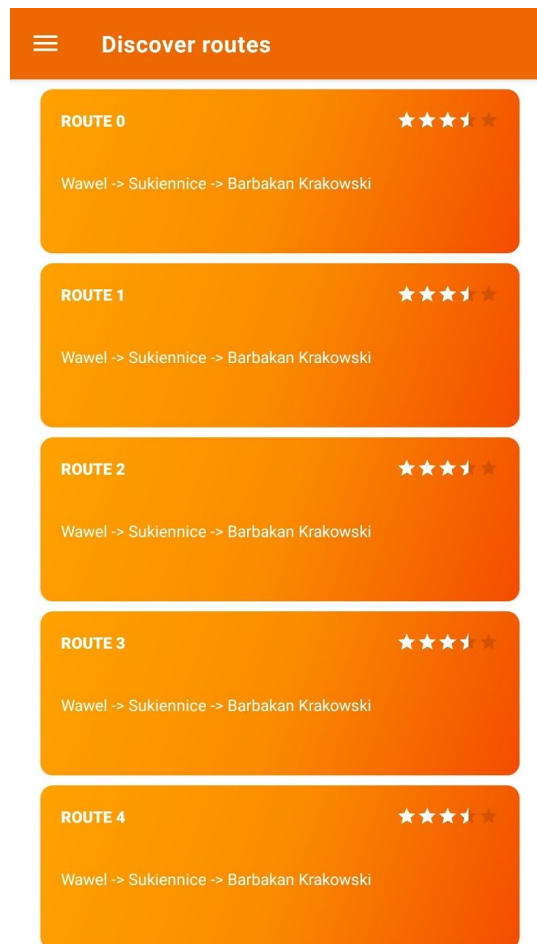 Discover routes
ROUTE 0
Wawel -> Sukiennice -> Barbakan Krakowski
ROUTE 1
Wawel -> Sukiennice -> Barbakan Krakowski
ROUTE 2
Wawel -> Sukiennice -> Barbakan Krakowski
ROUTE 3
Wawel -> Sukiennice -> Barbakan Krakowski
ROUTE 4
Wawel -> Sukiennice -> Barbakan Krakowski